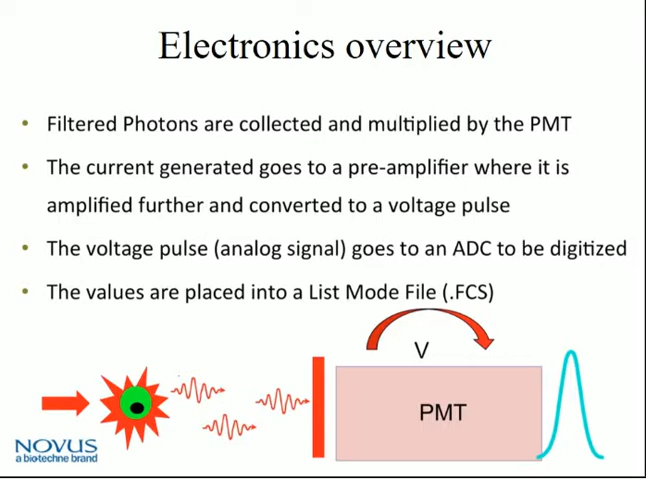 Electronics overview
• Filtered Photons are collected and multiplied by the PMT
• The current generated goes to a pre-amplifier where it is
amplified further and converted to a voltage pulse
• The voltage pulse (analog signal) goes to an ADC to be digitized
• The values are placed into a List Mode File (.FCS)
V
PMT
NOVUS
a biotechne brand